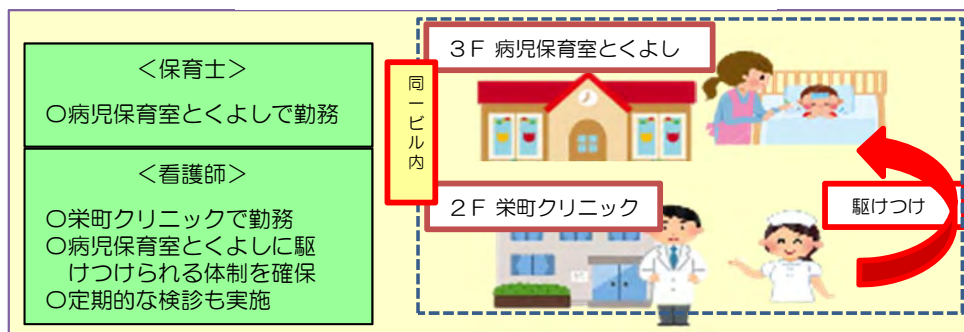 ＜保育士＞
〇病児保育室とくよしで勤務
＜看護師＞
〇栄町クリニックで勤務
〇病児保育室とくよしに駆
けつけられる体制を確保
〇定期的な検診も実施
同一ビル内
３Ｆ 病児保育室とくよし
２Ｆ 栄町クリニック
駆けつけ